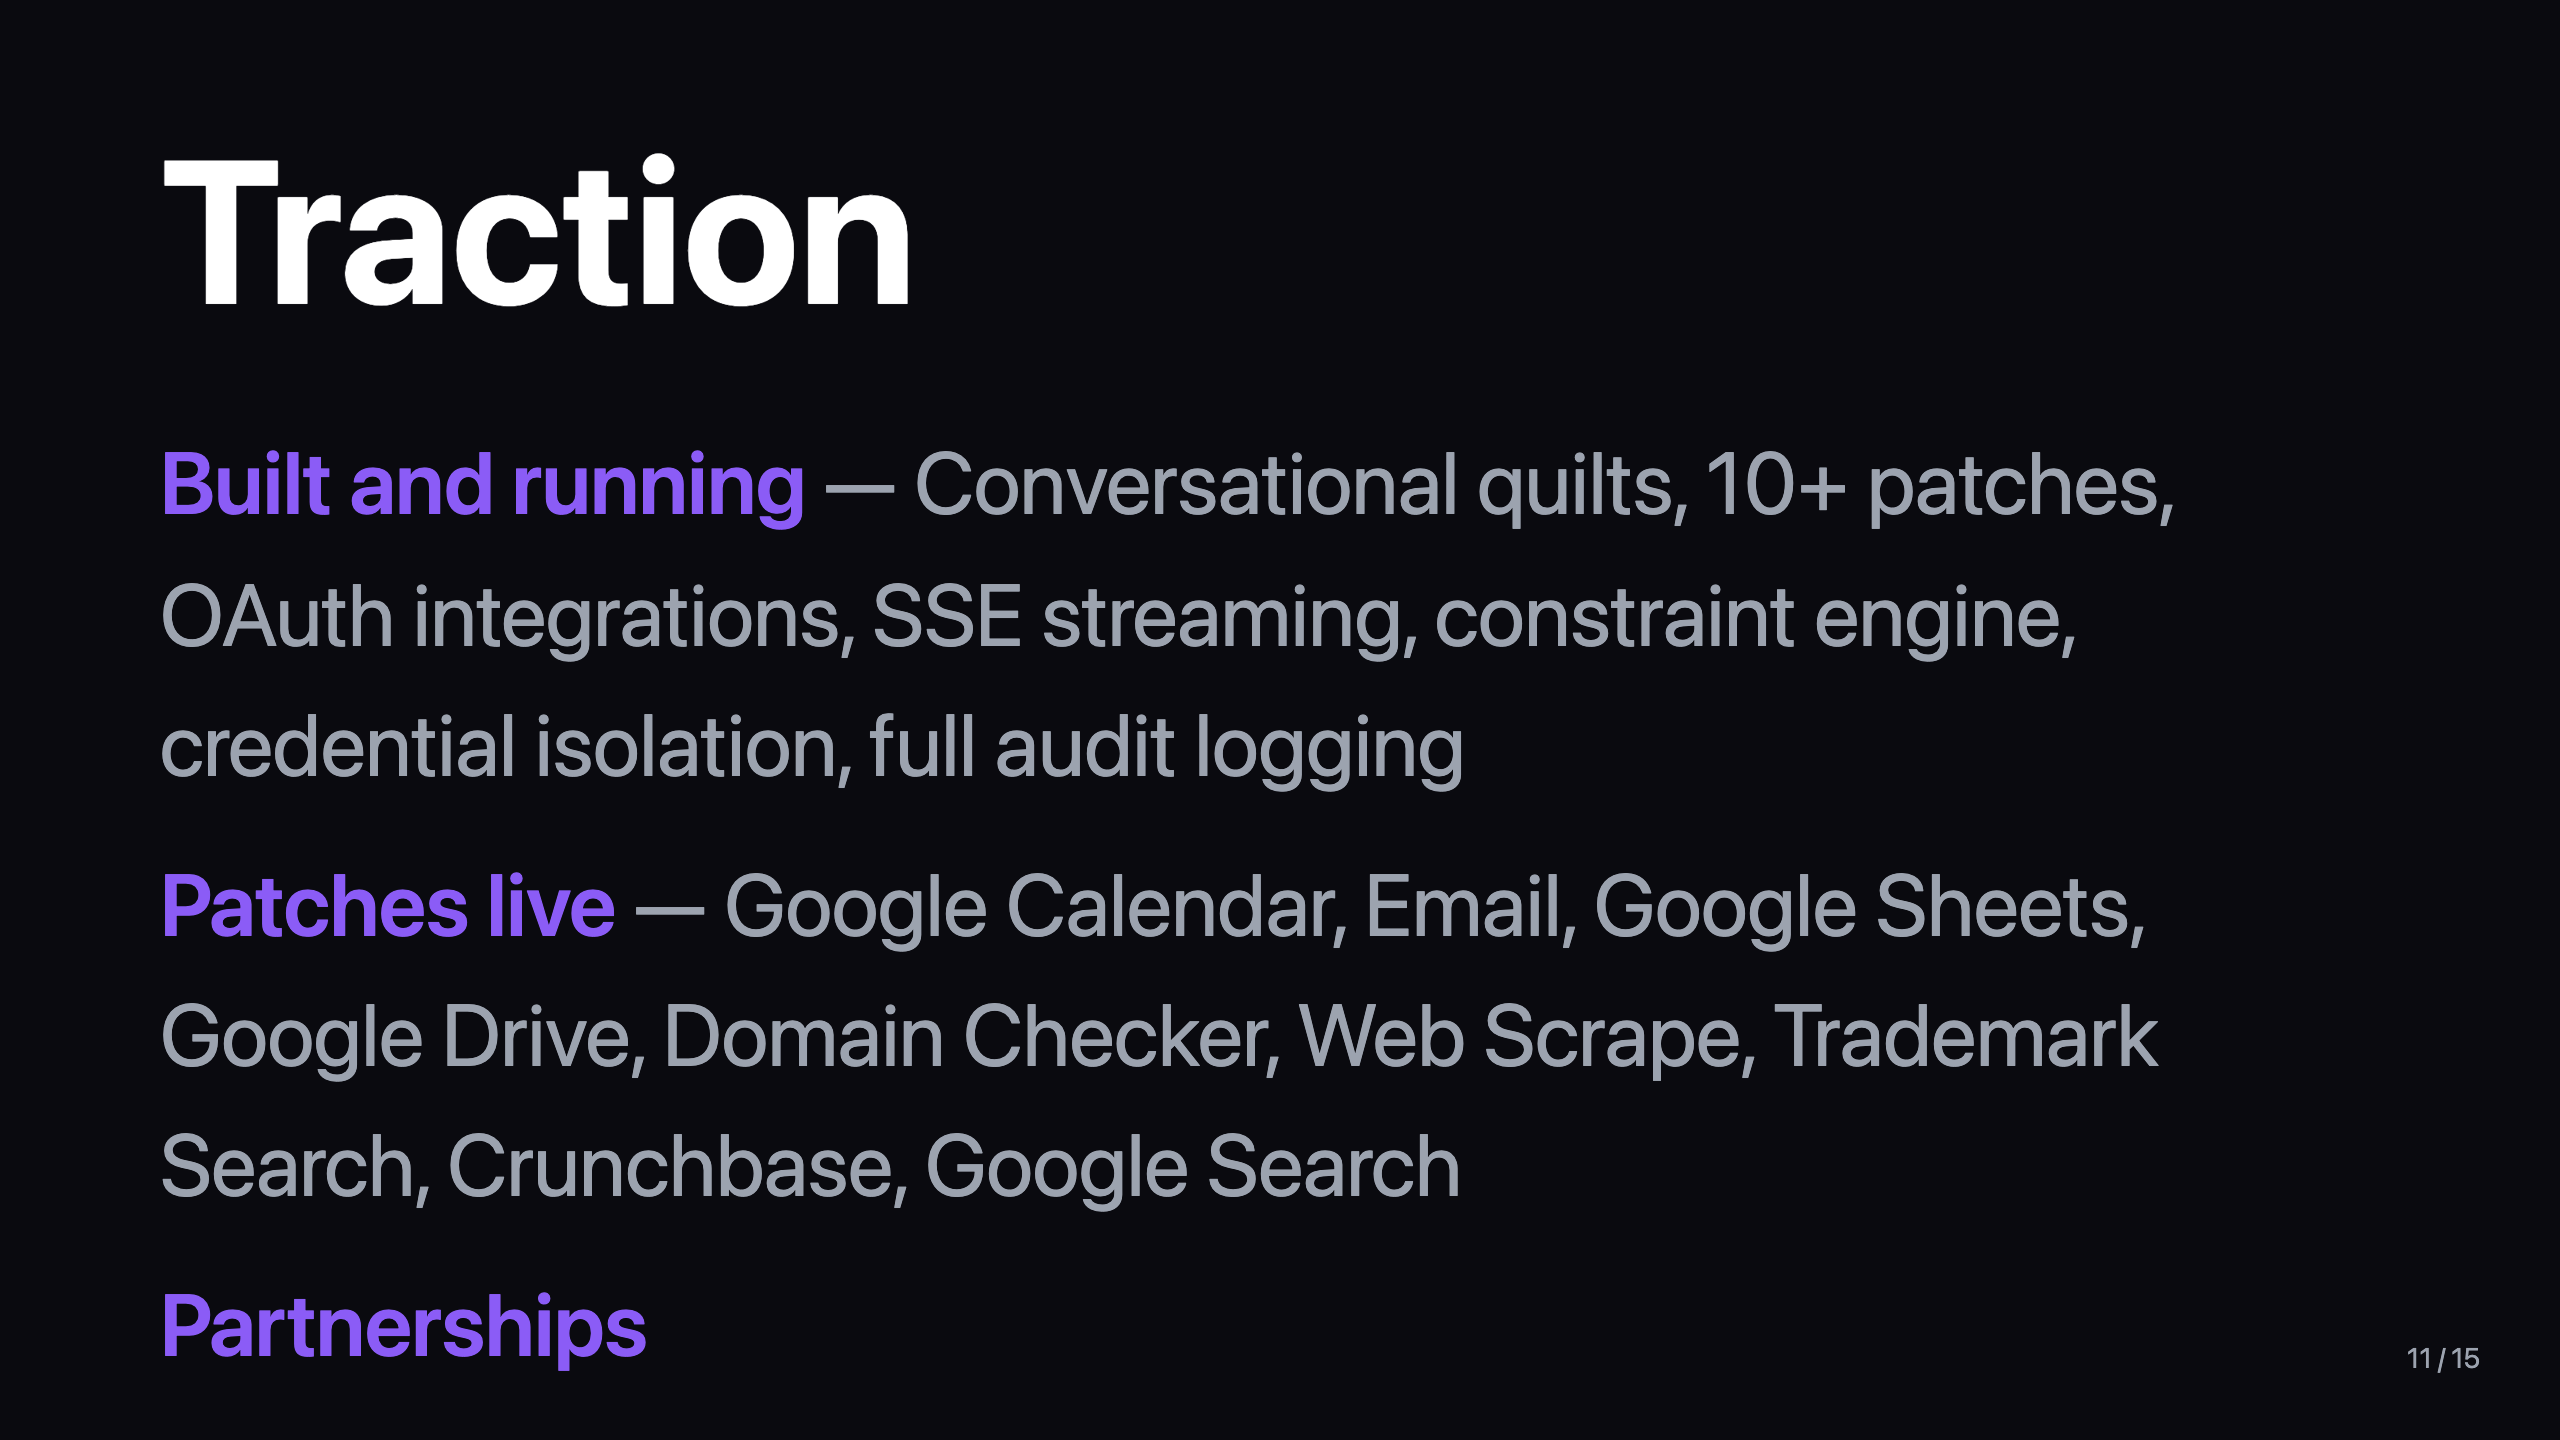 Traction
Built and running — Conversational quilts, 10+ patches,
OAuth integrations, SSE streaming, constraint engine,
credential isolation, full audit logging
Patches live — Google Calendar, Email, Google Sheets,
Google Drive, Domain Checker, Web Scrape, Trademark
Search, Crunchbase, Google Search
Partnerships
11 / 15